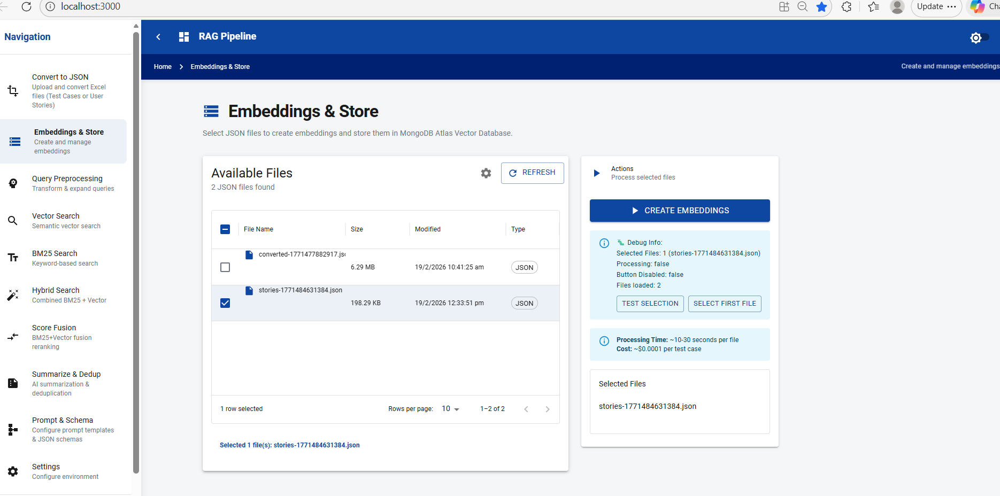 localhost:3000
Update
Navigation
RAG Pipeline
Home
Embeddings & Store
Create and manage embeddings
Convert to JSON
Upload and convert Excel
files (Test Cases or User
Stories)
Embeddings & Store
Create and manage
embeddings
Query Preprocessing
Transform & expand queries
Vector Search
Semantic vector search
BM25 Search
Keyword-based search
Hybrid Search
Combined BM25 + Vector
Score Fusion
BM25+Vector fusion
reranking
Summarize & Dedup
AI summarization &
deduplication
Prompt & Schema
Configure prompt templates
& JSON schemas
Settings
Configure environment
Embeddings & Store
Select JSON files to create embeddings and store them in MongoDB Atlas Vector Database.
Available Files
2 JSON files found
REFRESH
File Name Size Modified Type
converted-1771477882917.jso 6.29 MB 19/2/2026 10:41:25 am JSON
stories-1771484631384.json 198.29 KB 19/2/2026 12:33:51 pm JSON
1 row selected Rows per page: 10 1–2 of 2
Selected 1 file(s): stories-1771484631384.json
Actions
Process selected files
CREATE EMBEDDINGS
Debug Info:
Selected Files: 1 (stories-1771484631384.json)
Processing: false
Button Disabled: false
Files loaded: 2
TEST SELECTION SELECT FIRST FILE
Processing Time: ~10-30 seconds per file
Cost: ~$0.0001 per test case
Selected Files
stories-1771484631384.json